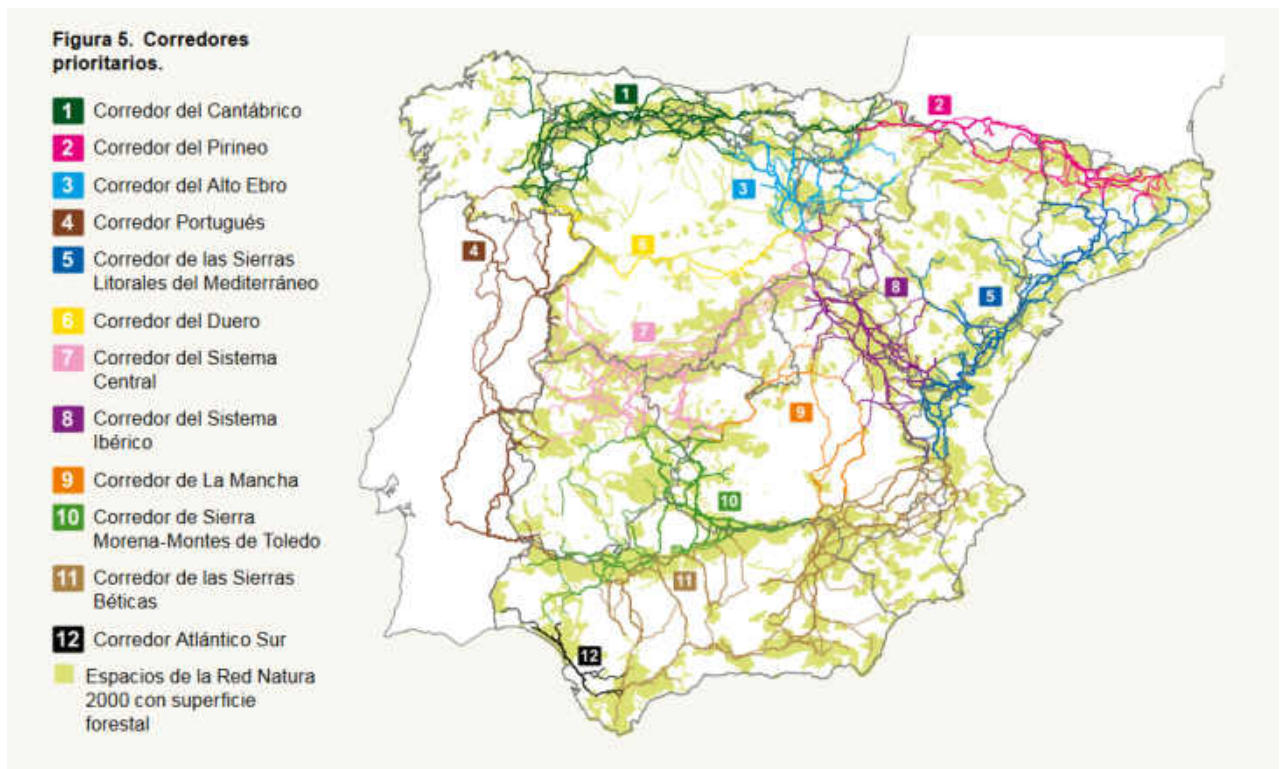 Figura 5. Corredores
prioritarios.
1 Corredor del Cantábrico
2 Corredor del Pirineo
3 Corredor del Alto Ebro
4 Corredor Portugués
5 Corredor de las Sierras
Litorales del Mediterráneo
6 Corredor del Duero
7 Corredor del Sistema
Central
8 Corredor del Sistema
Ibérico
9 Corredor de La Mancha
10 Corredor de Sierra
Morena-Montes de Toledo
11 Corredor de las Sierras
Béticas
12 Corredor Atlántico Sur
Espacios de la Red Natura
2000 con superficie
forestal
1
2
3
4
6
8
5
7
9
10
11
12